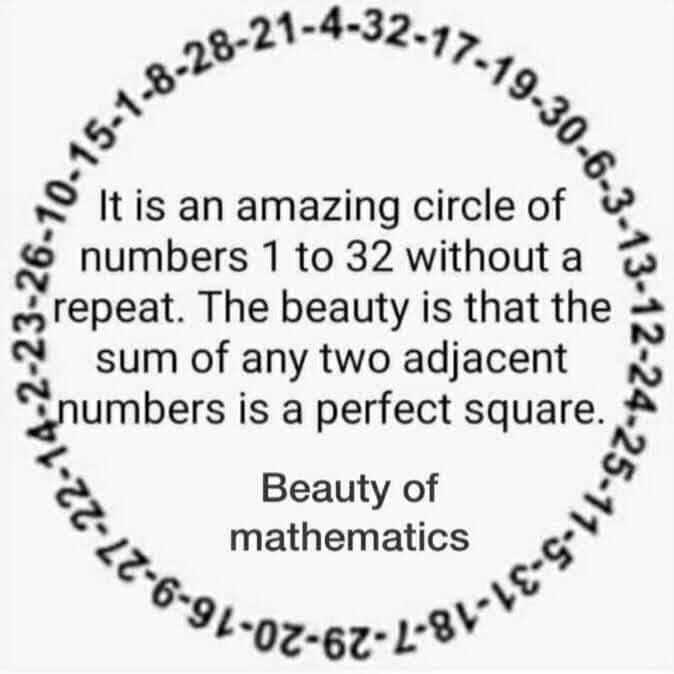 10-15-1-8-28-21-4-32-17-19-30-6-3-13-12-24-25-11-5-31-18-7-29-20-16-9-27-22-14-2-23-26-
It is an amazing circle of
numbers 1 to 32 without a
repeat. The beauty is that the
sum of any two adjacent
numbers is a perfect square.
Beauty of
mathematics